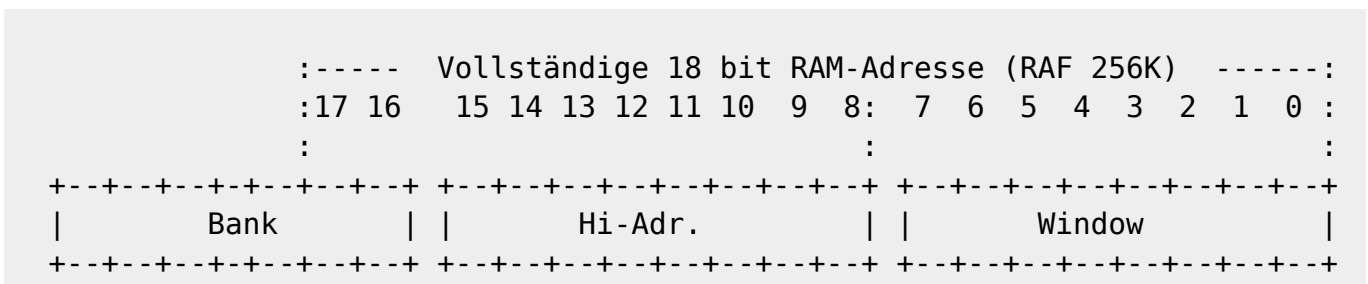 :-----  Vollständige 18 bit RAM-Adresse (RAF 256K)  ------:
:17 16   15 14 13 12 11 10  9  8:  7  6  5  4  3  2  1  0 :
:                               :                         :
+--+--+--+-+--+--+--+ +--+--+--+--+--+--+--+--+ +--+--+--+--+--+--+--+--+
|        Bank       | |       Hi-Adr.         | |       Window          |
+--+--+--+-+--+--+--+ +--+--+--+--+--+--+--+--+ +--+--+--+--+--+--+--+--+